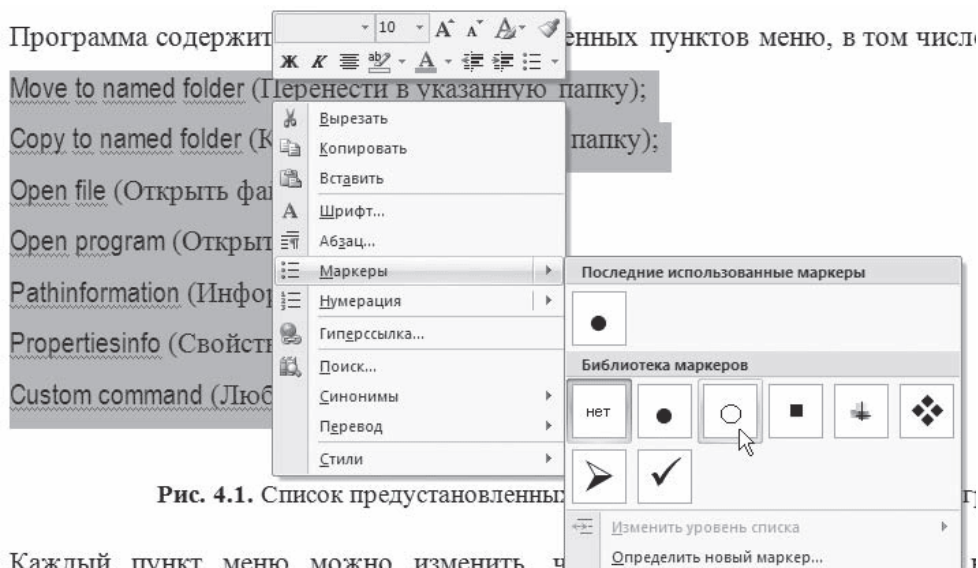 10
Программа содержит
енных пунктов меню, в том числе
Ж К
Move to named folder (Перенести в указанную папку);
Copy to named folder (К
папку);
Open file (Открыть фай
Open program (Открыт
Pathinformation (Инфор
Propertiesinfo (Свойств
Custom command (Люб
Вырезать
Копировать
Вставить
Шрифт...
Абзац...
Маркеры
Нумерация
Гиперссылка...
Поиск...
Синонимы
Перевод
Стили
Последние использованные маркеры
Библиотека маркеров
нет
Изменить уровень списка
Определить новый маркер...
Рис. 4.1. Список предустановленны
Каждый пункт меню можно изменить, ч